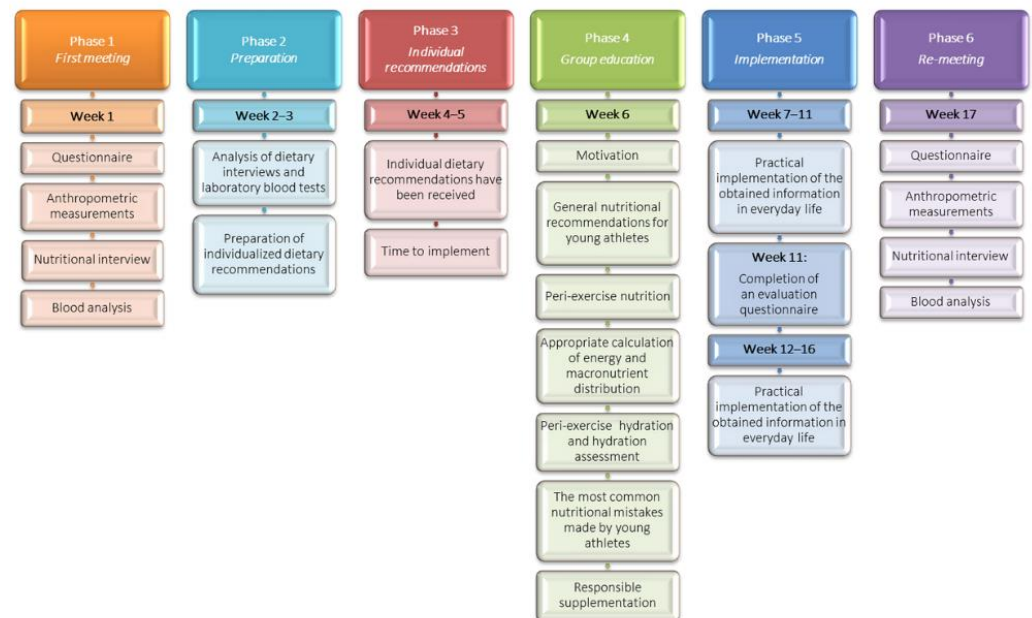 Phase 1
First meeting
Week 1
Questionnaire
Anthropometric
measurements
Nutritional interview
Blood analysis
Phase 2
Preparation
Week 2–3
Analysis of dietary
interviews and
laboratory blood tests
Preparation of
individualized dietary
recommendations
Phase 3
Individual
recommendations
Week 4–5
Individual dietary
recommendations have
been received
Time to implement
Phase 4
Group education
Week 6
Motivation
General nutritional
recommendations for
young athletes
Peri-exercise nutrition
Appropriate calculation
of energy and
macronutrient
distribution
Peri-exercise hydration
and hydration
assessment
The most common
nutritional mistakes
made by young
athletes
Responsible
supplementation
Phase 5
Implementation
Week 7–11
Practical
implementation of the
obtained information
in everyday life
Week 11:
Completion of
an evaluation
questionnaire
Week 12–16
Practical
implementation of the
obtained information in
everyday life
Phase 6
Re-meeting
Week 17
Questionnaire
Anthropometric
measurements
Nutritional interview
Blood analysis